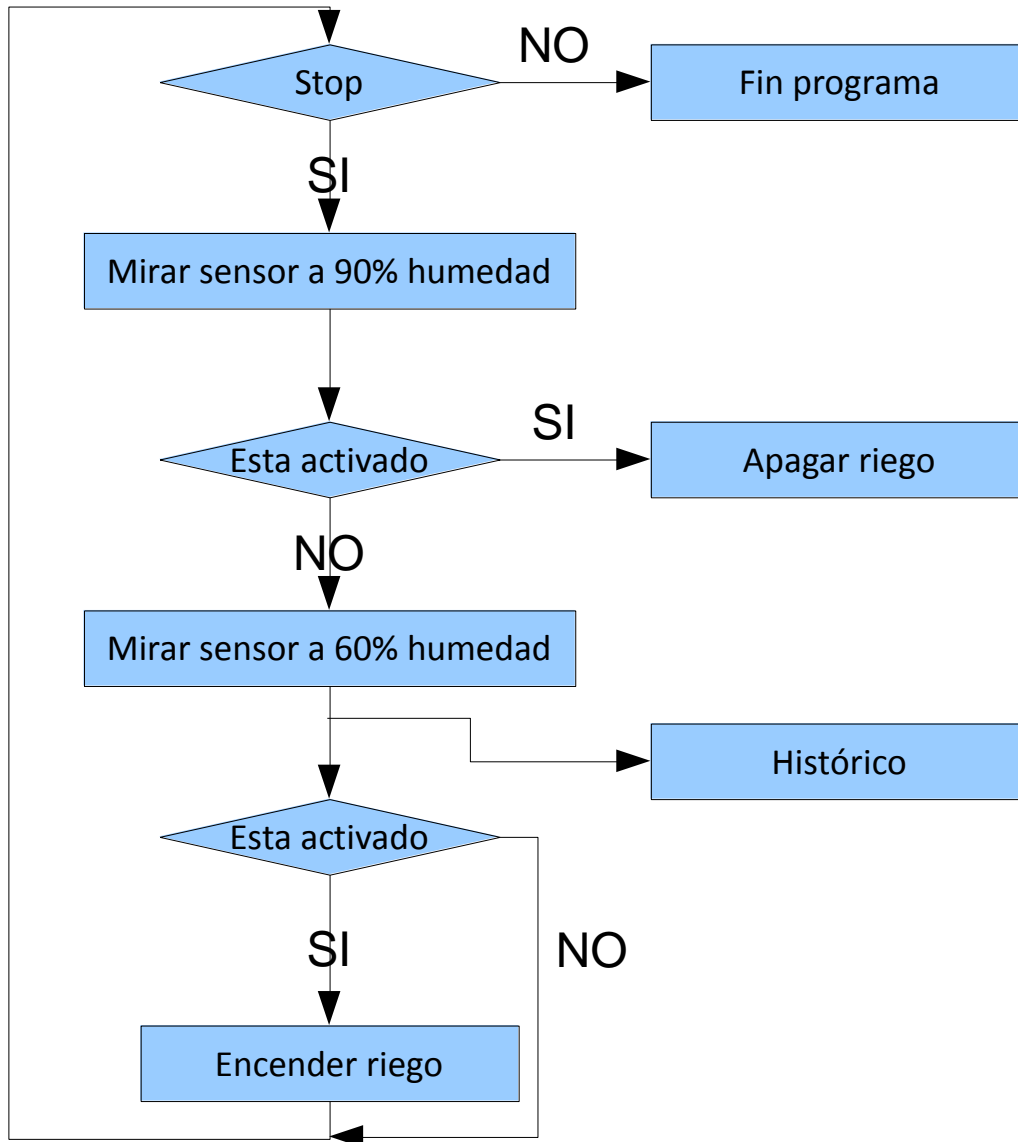 Stop
NO
Fin programa
SI
Mirar sensor a 90% humedad
Esta activado
SI
Apagar riego
NO
Mirar sensor a 60% humedad
Histórico
Esta activado
SI
NO
Encender riego